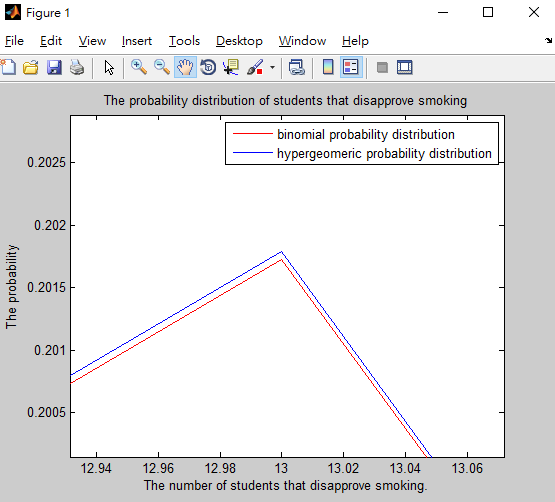 Figure 1
File Edit View Insert Tools Desktop Window Help
The probability distribution of students that disapprove smoking
binomial probability distribution
hypergeomeric probability distribution
0.2025
0.202
0.2015
0.201
0.2005
The probability
12.94 12.96 12.98 13 13.02 13.04 13.06
The number of students that disapprove smoking.